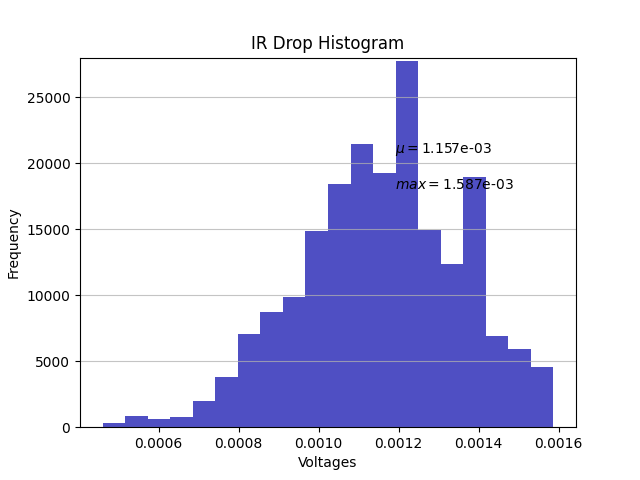 IR Drop Histogram
Frequency
25000
20000
15000
10000
5000
0
μ = 1.157e-03
max = 1.587e-03
0.0006 0.0008 0.0010 0.0012 0.0014 0.0016
Voltages